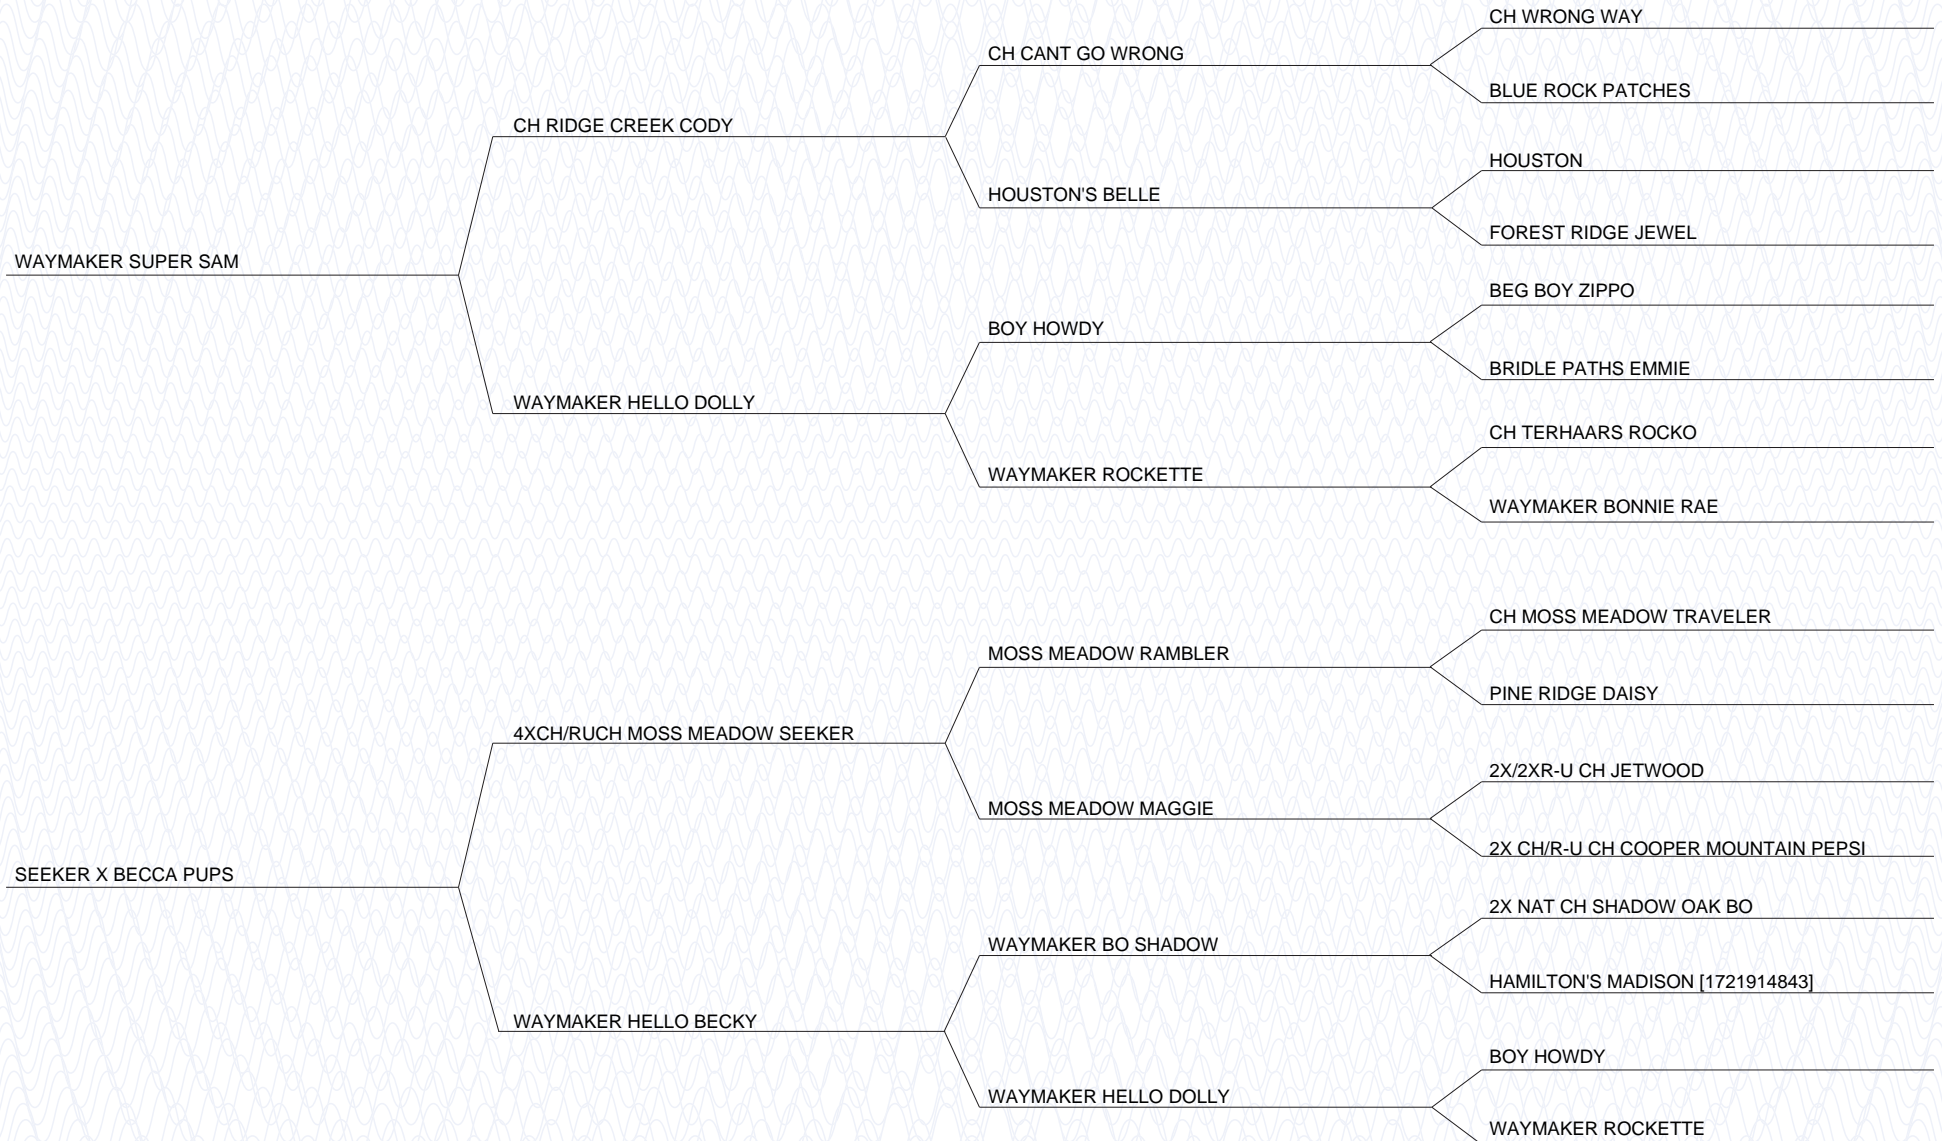 CH WRONG WAY
CH CANT GO WRONG
BLUE ROCK PATCHES
CH RIDGE CREEK CODY
HOUSTON
HOUSTON'S BELLE
FOREST RIDGE JEWEL
WAYMAKER SUPER SAM
BEG BOY ZIPPO
BOY HOWDY
BRIDLE PATHS EMMIE
WAYMAKER HELLO DOLLY
CH TERHAARS ROCKO
WAYMAKER ROCKETTE
WAYMAKER BONNIE RAE
CH MOSS MEADOW TRAVELER
MOSS MEADOW RAMBLER
PINE RIDGE DAISY
4XCH/RUCH MOSS MEADOW SEEKER
2X/2XR-U CH JETWOOD
MOSS MEADOW MAGGIE
2X CH/R-U CH COOPER MOUNTAIN PEPSI
SEEKER X BECCA PUPS
2X NAT CH SHADOW OAK BO
WAYMAKER BO SHADOW
HAMILTON'S MADISON [1721914843]
WAYMAKER HELLO BECKY
BOY HOWDY
WAYMAKER HELLO DOLLY
WAYMAKER ROCKETTE